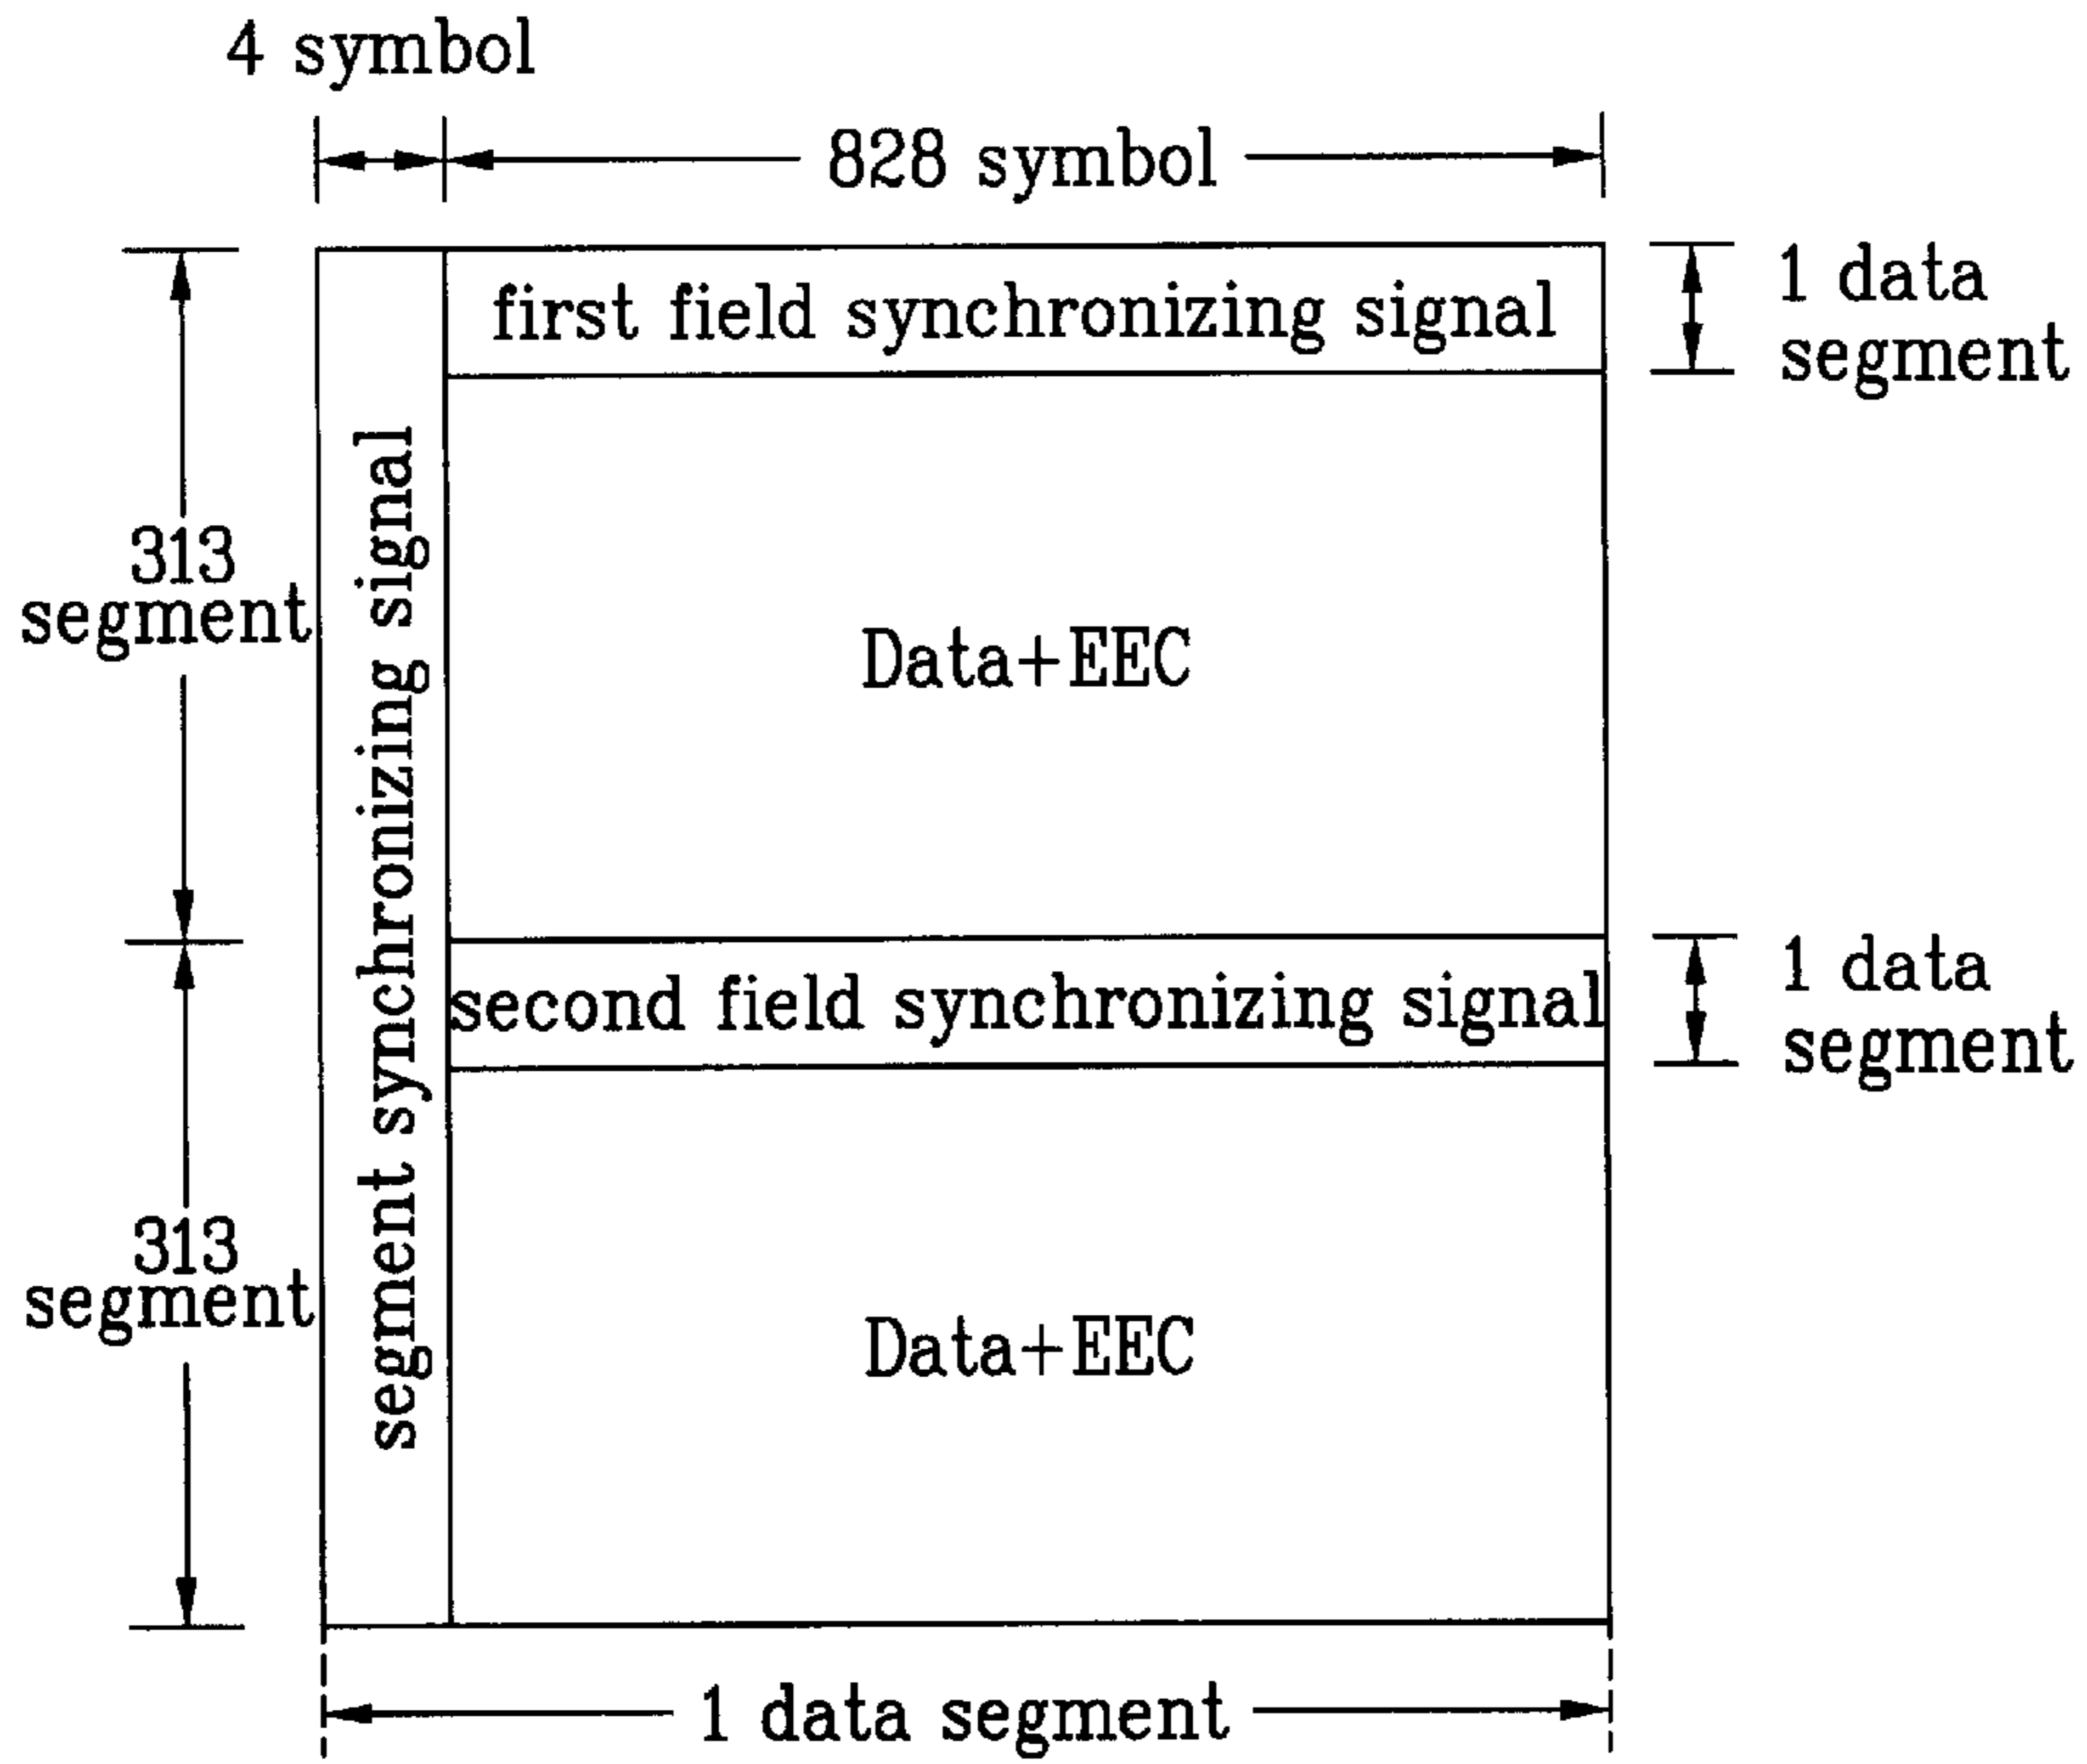 4 symbol
828 symbol
first field synchronizing signal
1 data
segment
313
segment
segment synchronizing signal
Data+EEC
second field synchronizing signal
1 data
segment
313
segment
Data+EEC
1 data segment